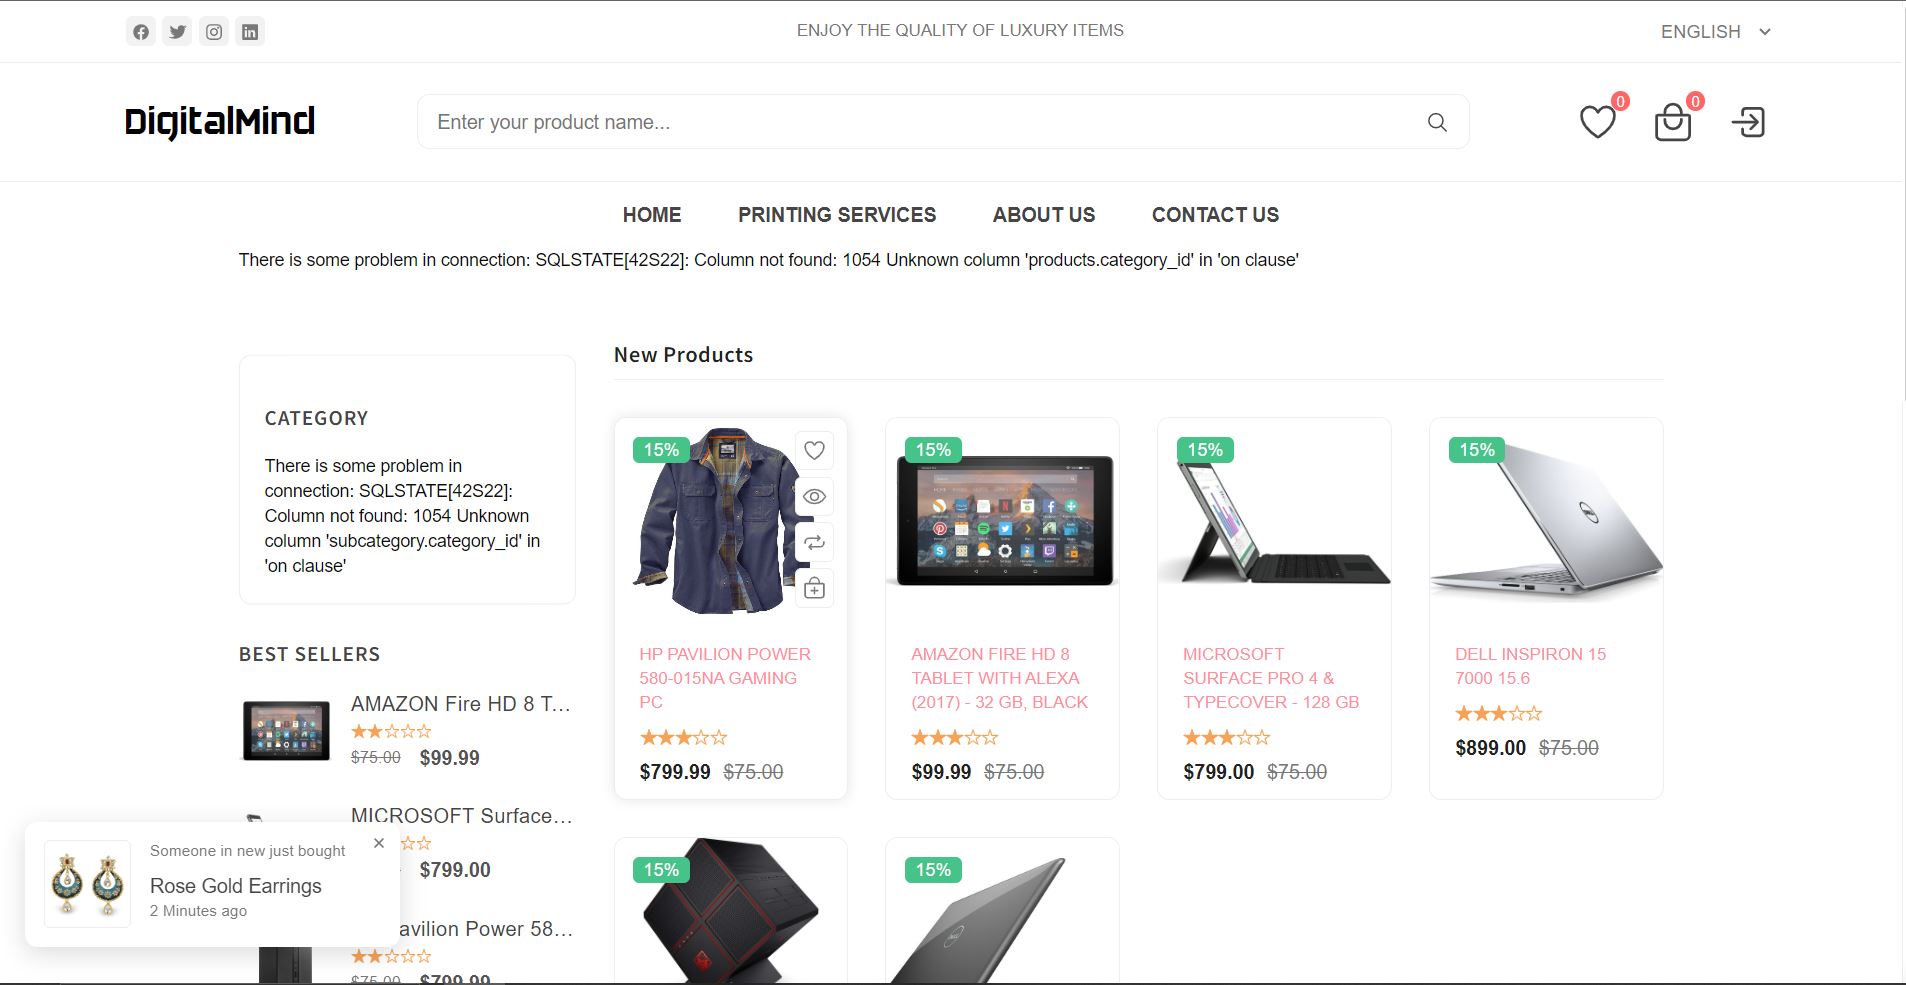 ENJOY THE QUALITY OF LUXURY ITEMS
ENGLISH
DigitalMind
Enter your product name...
0
0
HOME
PRINTING SERVICES
ABOUT US
CONTACT US
There is some problem in connection: SQLSTATE[42S22]: Column not found: 1054 Unknown column 'products.category_id' in 'on clause'
CATEGORY
There is some problem in
connection: SQLSTATE[42S22]:
Column not found: 1054 Unknown
column 'subcategory.category_id' in
'on clause'
BEST SELLERS
AMAZON Fire HD 8 T...
$75.00 $99.99
MICROSOFT Surface...
$799.00
avilion Power 58...
$75.00 $799.99
Someone in new just bought
Rose Gold Earrings
2 Minutes ago
New Products
15%
HP PAVILION POWER
580-015NA GAMING
PC
$799.99 $75.00
15%
AMAZON FIRE HD 8
TABLET WITH ALEXA
(2017) - 32 GB, BLACK
$99.99 $75.00
15%
MICROSOFT
SURFACE PRO 4 &
TYPECOVER - 128 GB
$799.00 $75.00
15%
DELL INSPIRON 15
7000 15.6
$899.00 $75.00
15%
15%